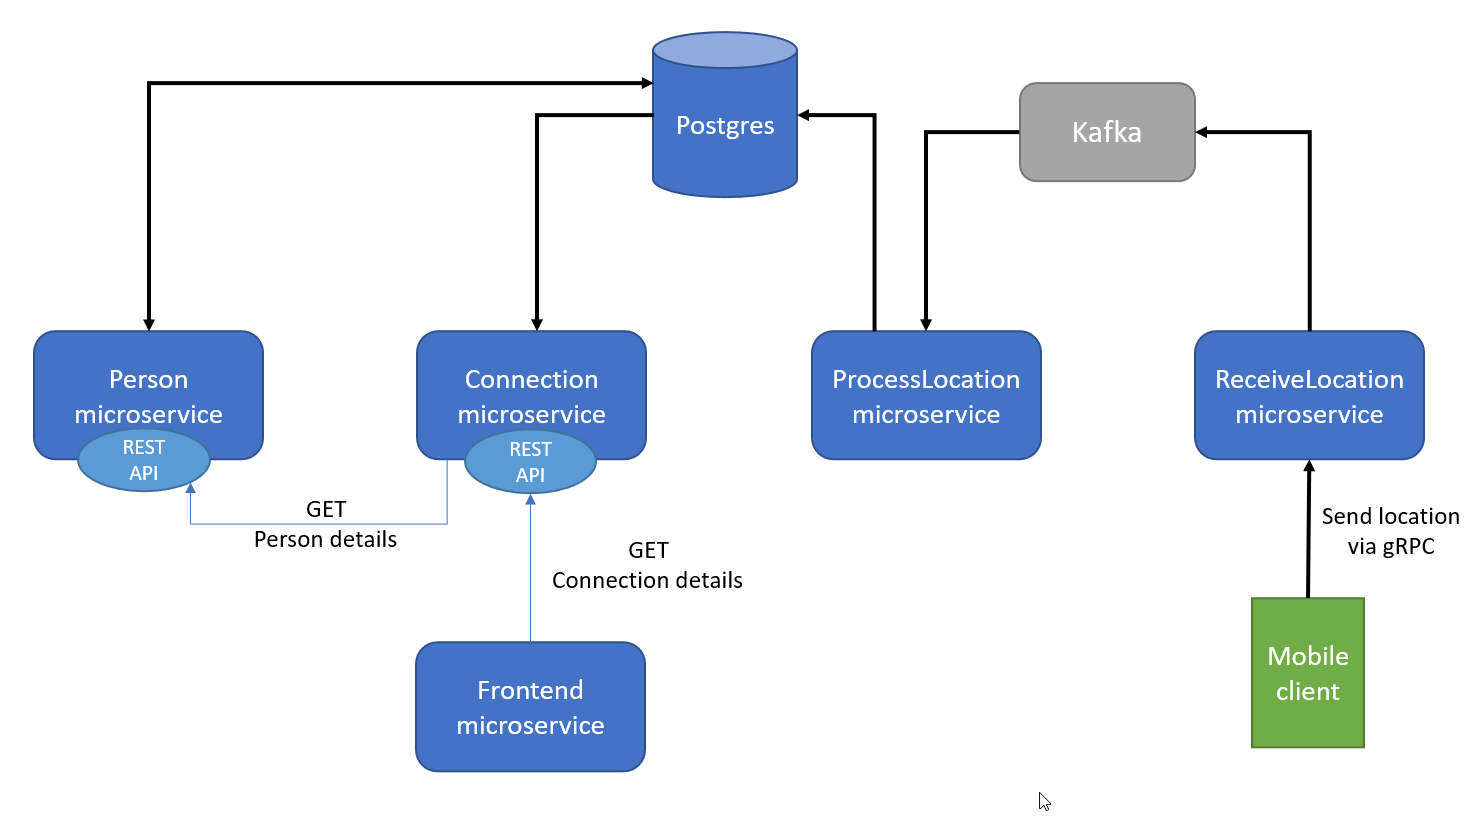 Postgres
Kafka
Person
microservice
REST
API
Connection
microservice
REST
API
ProcessLocation
microservice
ReceiveLocation
microservice
GET
Person details
GET
Connection details
Send location
via gRPC
Frontend
microservice
Mobile
client